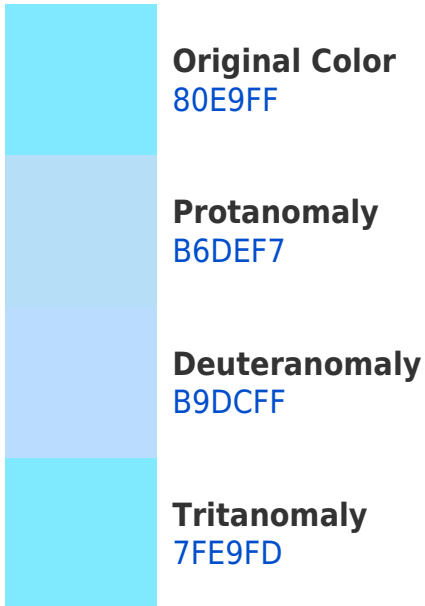 Original Color
80E9FF
Protanomaly
B6DEF7
Deuteranomaly
B9DCFF
Tritanomaly
7FE9FD